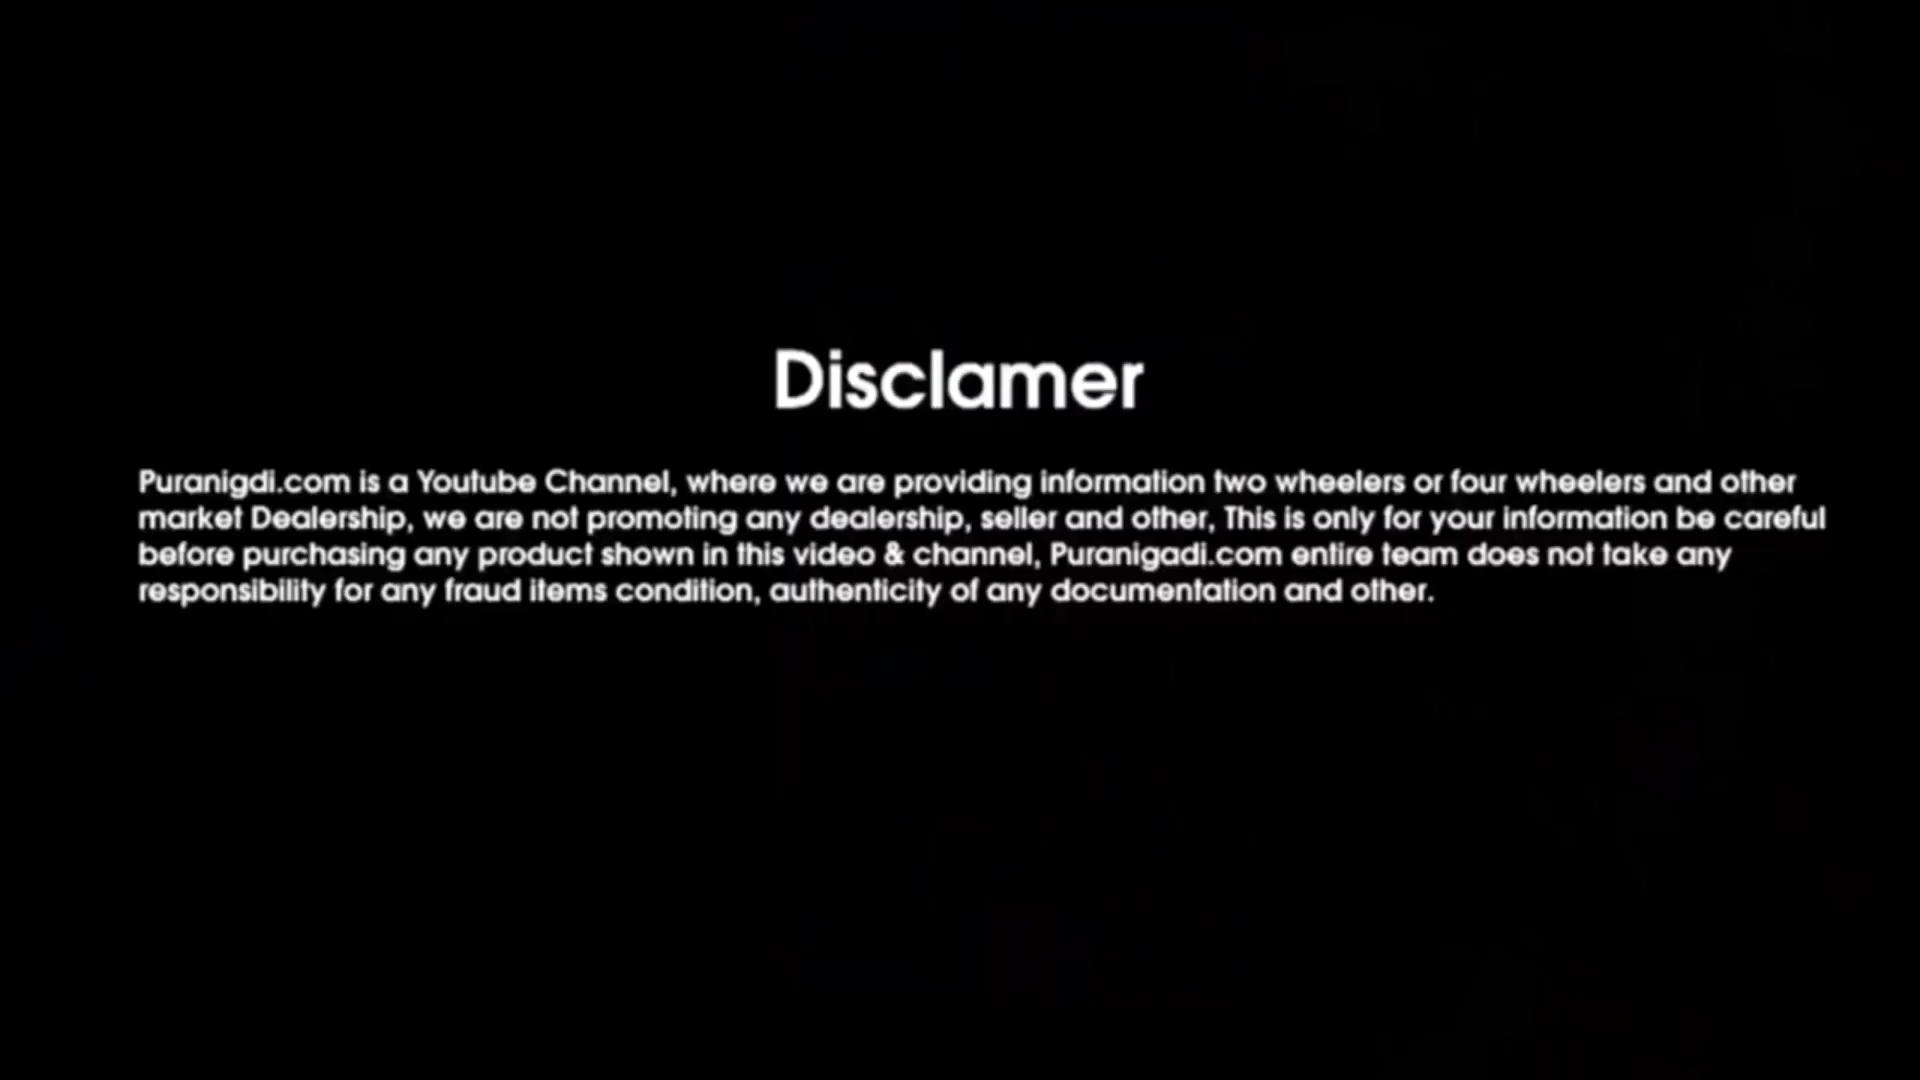 Disclamer
Puranigdi.com is a Youtube Channel, where we are providing information two wheelers or four wheelers and other
market Dealership, we are not promoting any dealership, seller and other, This is only for your information be careful
before purchasing any product shown in this video & channel, Puranigadi.com entire team does not take any
responsibility for any fraud items condition, authenticity of any documentation and other.